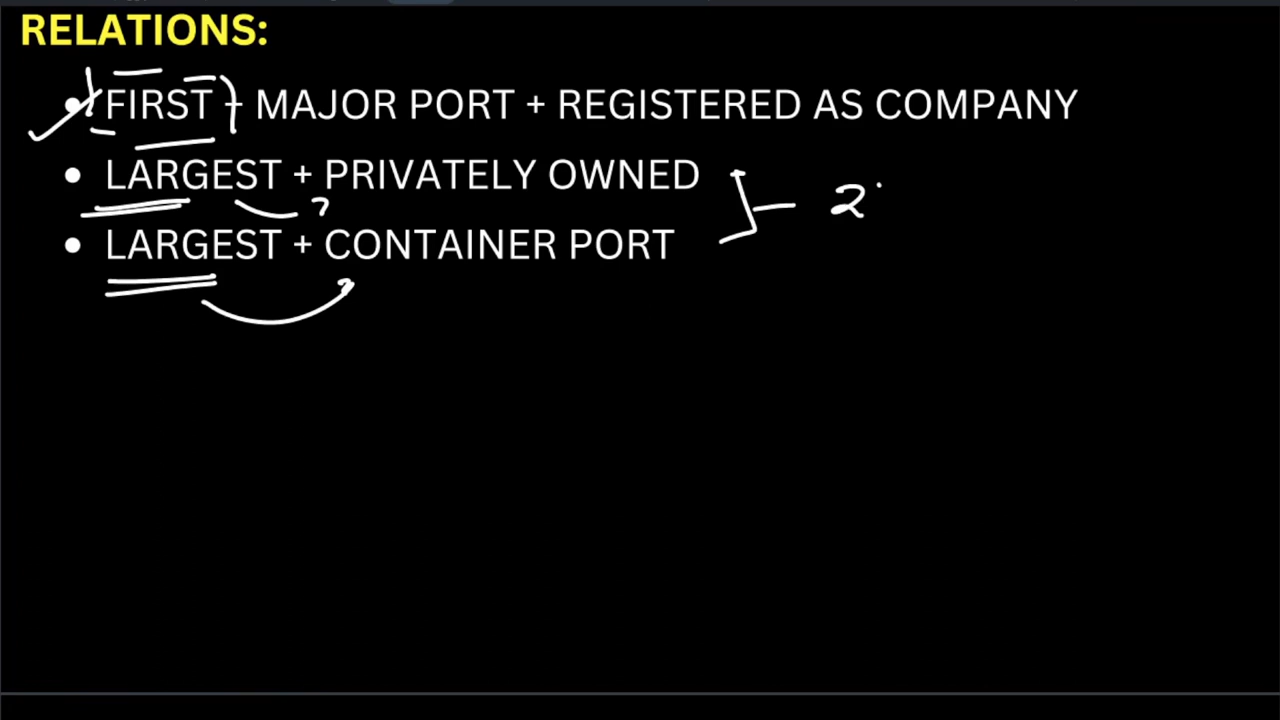 RELATIONS:
• FIRST + MAJOR PORT + REGISTERED AS COMPANY
• LARGEST + PRIVATELY OWNED
• LARGEST + CONTAINER PORT
2